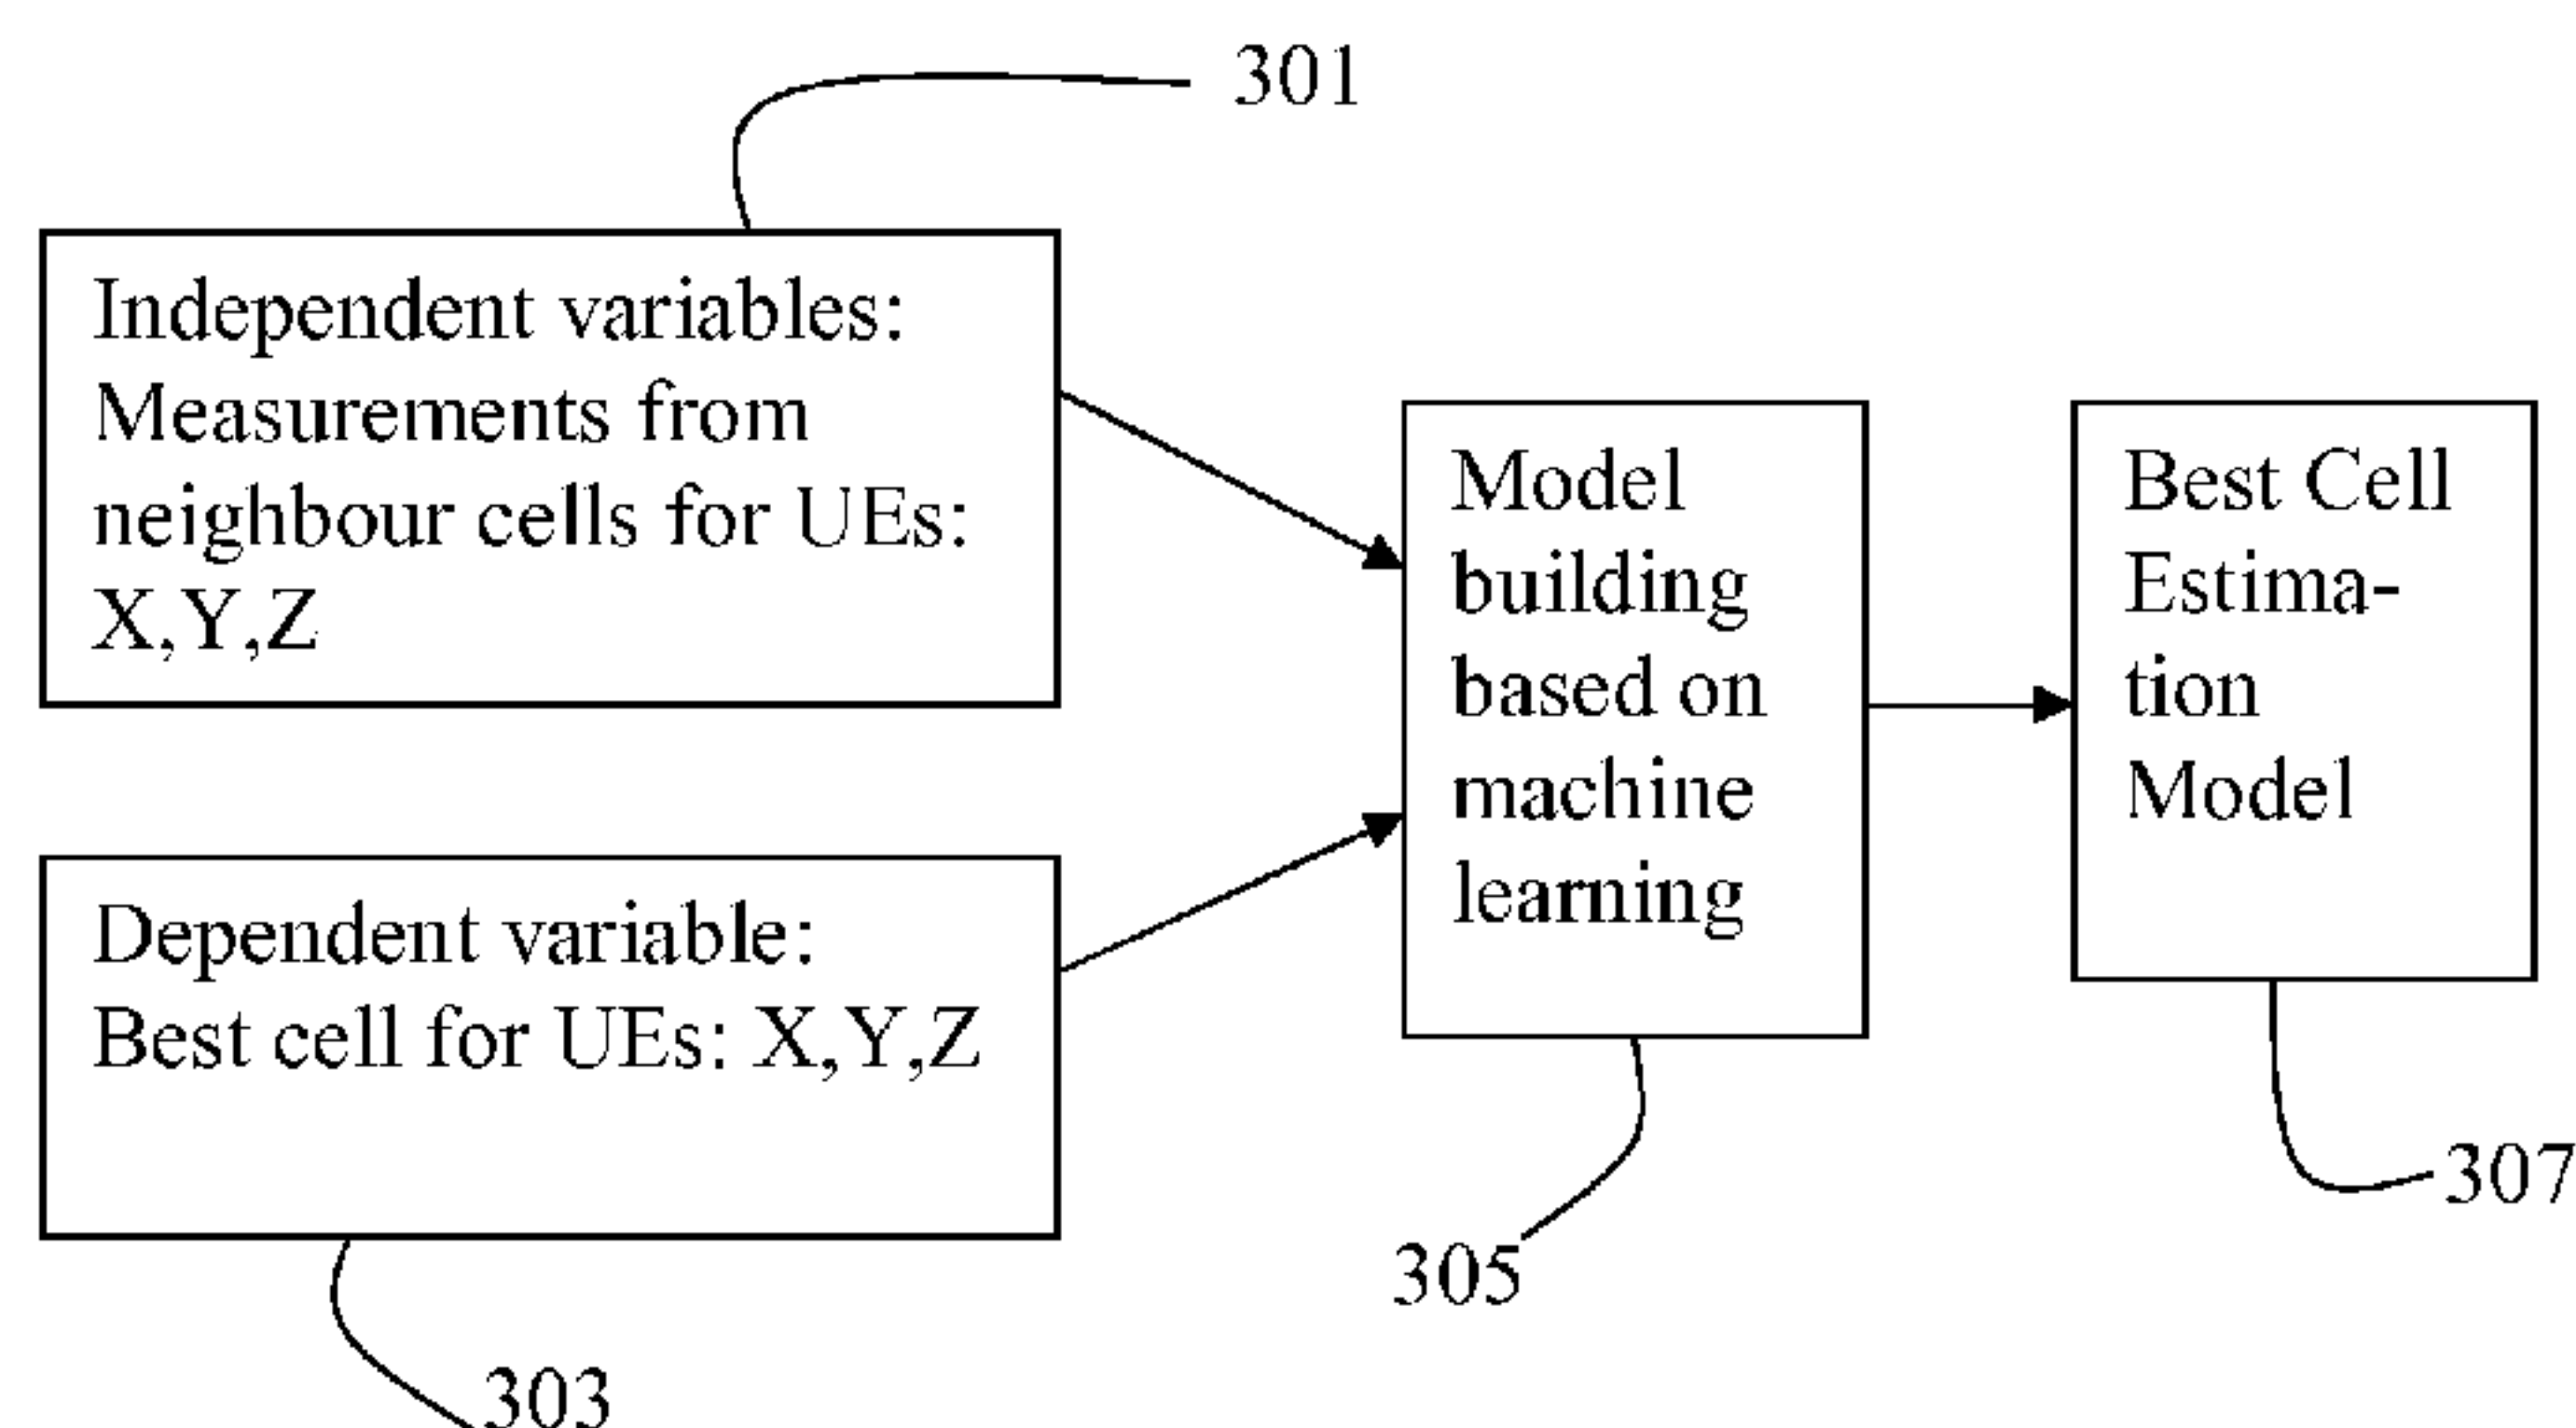 301
Independent variables:
Measurements from
neighbour cells for UEs:
X,Y,Z
Dependent variable:
Best cell for UEs: X,Y,Z
303
Model
building
based on
machine
learning
305
Best Cell
Estima-
tion
Model
307